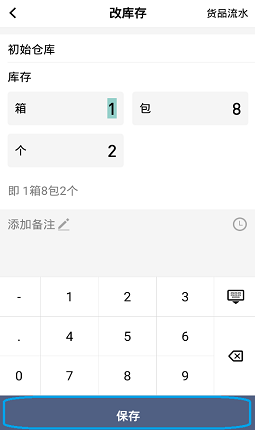 改库存 货品流水
初始仓库
库存
箱 1 包 8
个 2
即 1箱8包2个
添加备注
- 1 2 3
. 4 5 6
0 7 8 9
保存